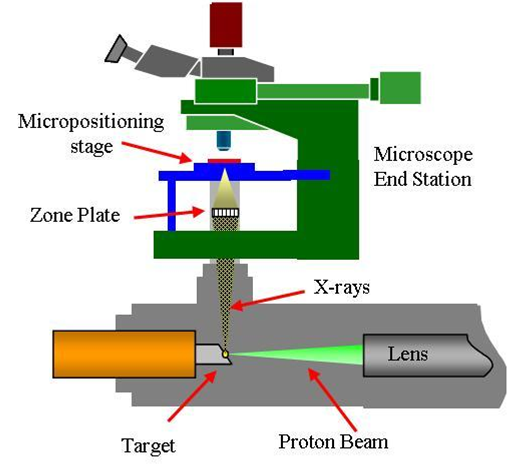 Micropositioning
stage
Microscope
End Station
Zone Plate
X-rays
Lens
Target
Proton Beam